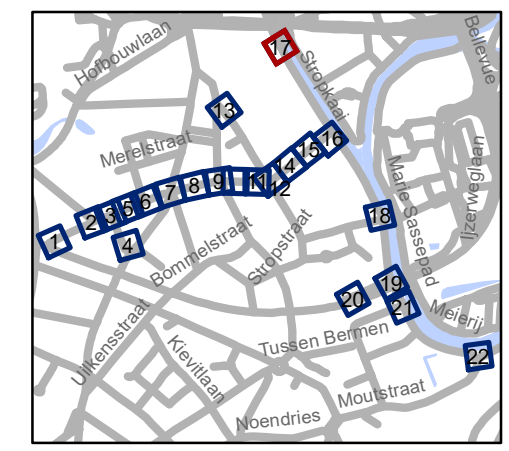 Hofbouwlaan
17
Stropkaai
Bellevue
13
Merelstraat
16
15
14
Ijzerweglaan
Marie Sassepad
1
2
3
5
6
7
8
9
11
12
4
18
Bommelstraat
Stropstraat
19
20
21
Meierij
Uilkensstraat
Kievitlaan
Tussen Bermen
22
Moutstraat
Noendries